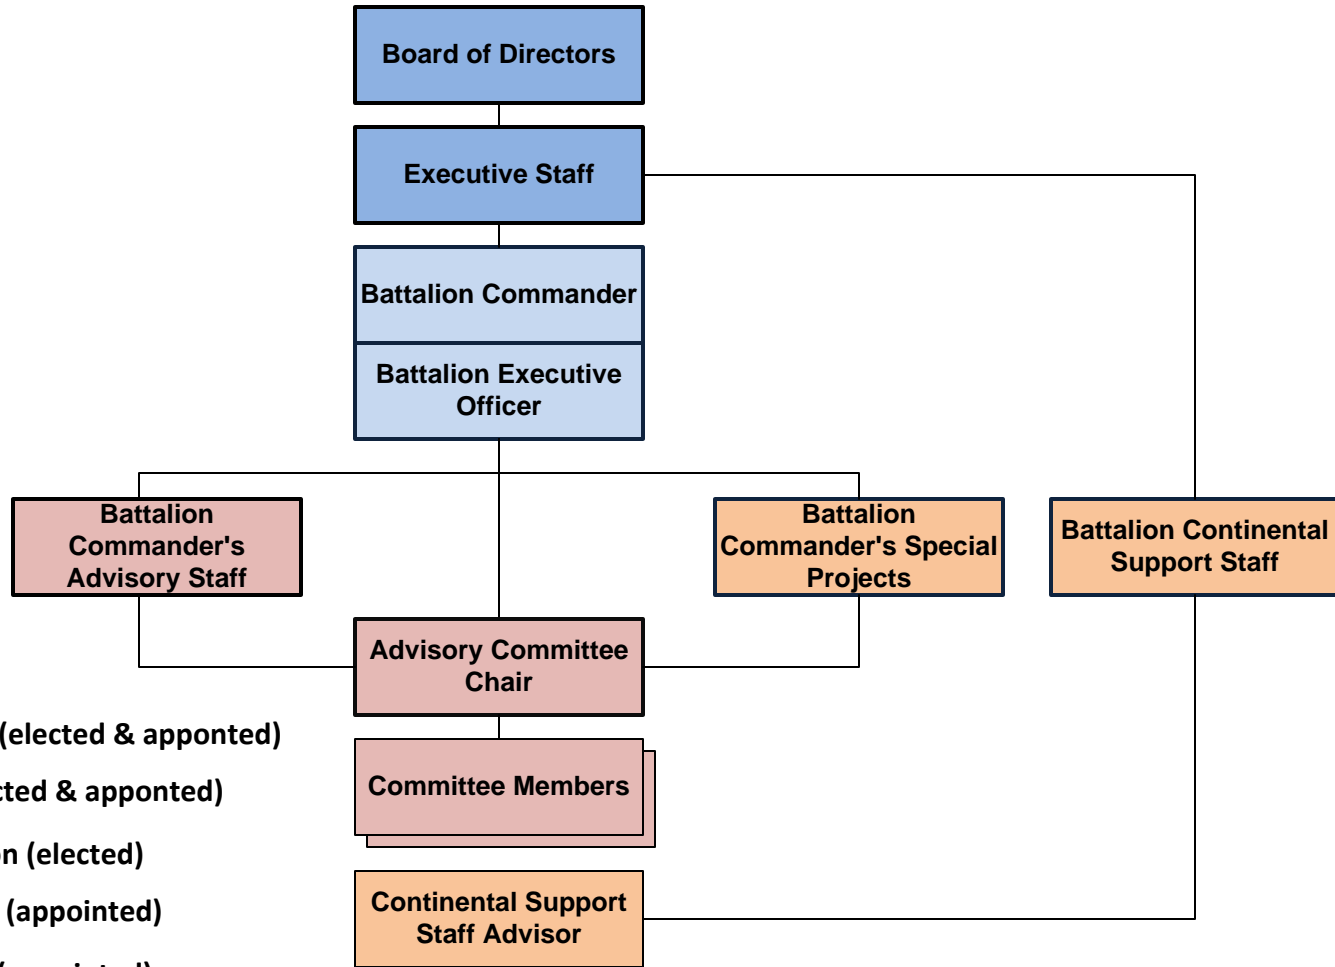 Board of Directors
Executive Staff
Battalion Commander
Battalion Executive
Officer
Battalion
Commander's
Advisory Staff
Battalion
Commander's Special
Projects
Battalion Continental
Support Staff
Advisory Committee
Chair
(elected & apponted)
Committee Members
& apponted)
(elected)
Continental Support
Staff Advisor
(appointed)